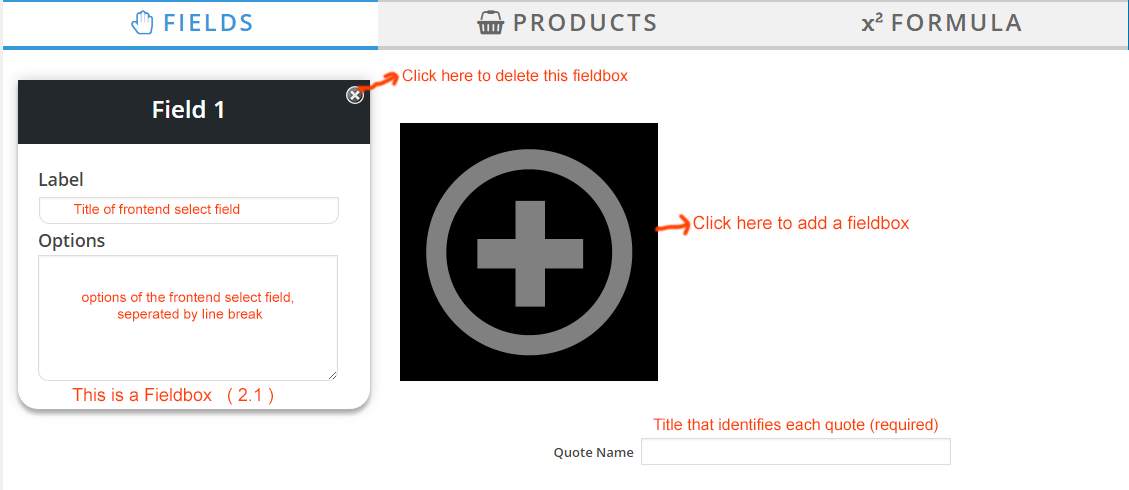 FIELDS
PRODUCTS
x² FORMULA
Click here to delete this fieldbox
Field 1
Label
Title of frontend select field
Options
options of the frontend select field,
seperated by line break
This is a Fieldbox ( 2.1 )
Click here to add a fieldbox
Title that identifies each quote (required)
Quote Name